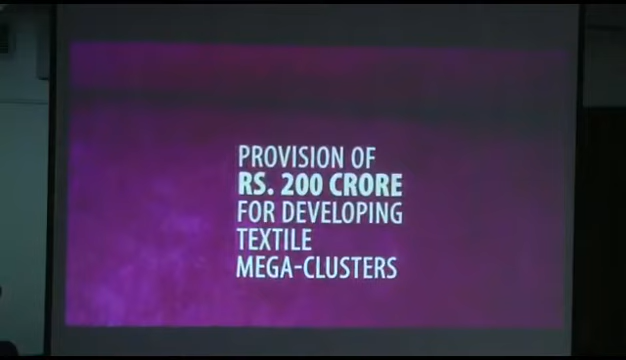 PROVISION OF
RS. 200 CRORE
FOR DEVELOPING
TEXTILE
MEGA-CLUSTERS